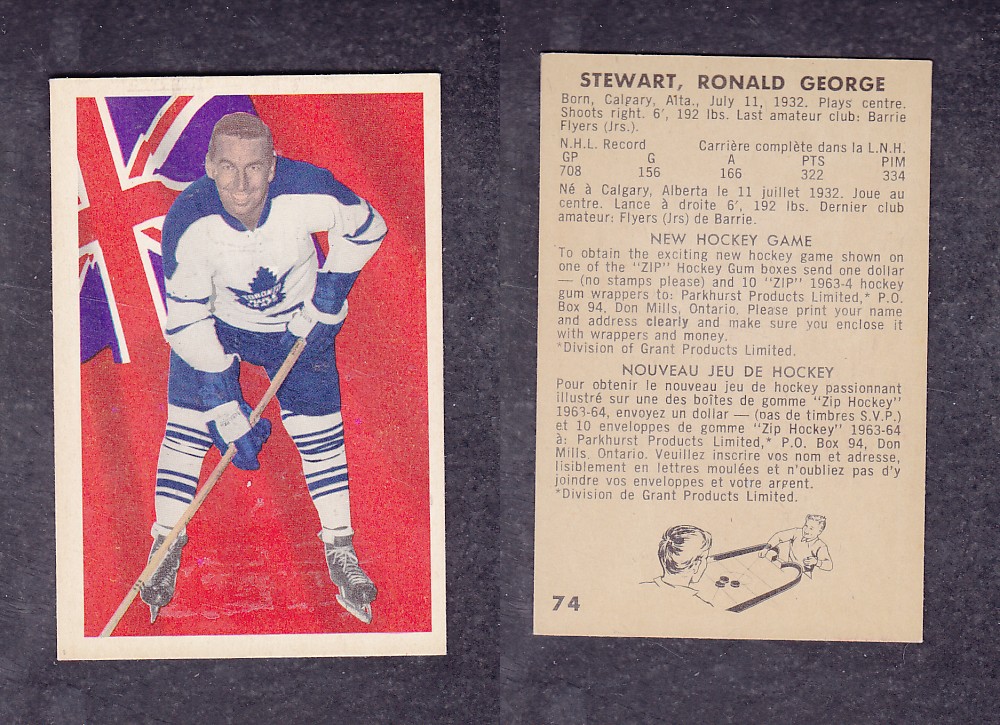 TORONTO
MAPLE
LEAFS
STEWART, RONALD GEORGE
Born, Calgary, Alta., July 11, 1932. Plays centre.
Shoots right. 6', 192 lbs. Last amateur club: Barrie
Flyers (Jrs.).
N.H.L. Record Carrière complète dans la L.N.H.
GP G A PTS PIM
708 156 166 322 334
Né à Calgary, Alberta le 11 juillet 1932. Joue au
centre. Lance à droite 6', 192 lbs. Dernier club
amateur: Flyers (Jrs) de Barrie.
NEW HOCKEY GAME
To obtain the exciting new hockey game shown on
one of the "ZIP" Hockey Gum boxes send one dollar
— (no stamps please) and 10 "ZIP" 1963-4 hockey
gum wrappers to: Parkhurst Products Limited,* P.O.
Box 94, Don Mills, Ontario. Please print your name
and address clearly and make sure you enclose it
with wrappers and money.
*Division of Grant Products Limited.
NOUVEAU JEU DE HOCKEY
Pour obtenir le nouveau jeu de hockey passionnant
illustré sur une des boîtes de gomme "Zip Hockey"
1963-64, envoyez un dollar — (pas de timbres S.V.P.)
et 10 enveloppes de gomme "Zip Hockey" 1963-64
à: Parkhurst Products Limited,* P.O. Box 94, Don
Mills, Ontario. Veuillez inscrire vos nom et adresse,
lisiblement en lettres moulées et n'oubliez pas d'y
joindre vos enveloppes et votre argent.
*Division de Grant Products Limited.
74